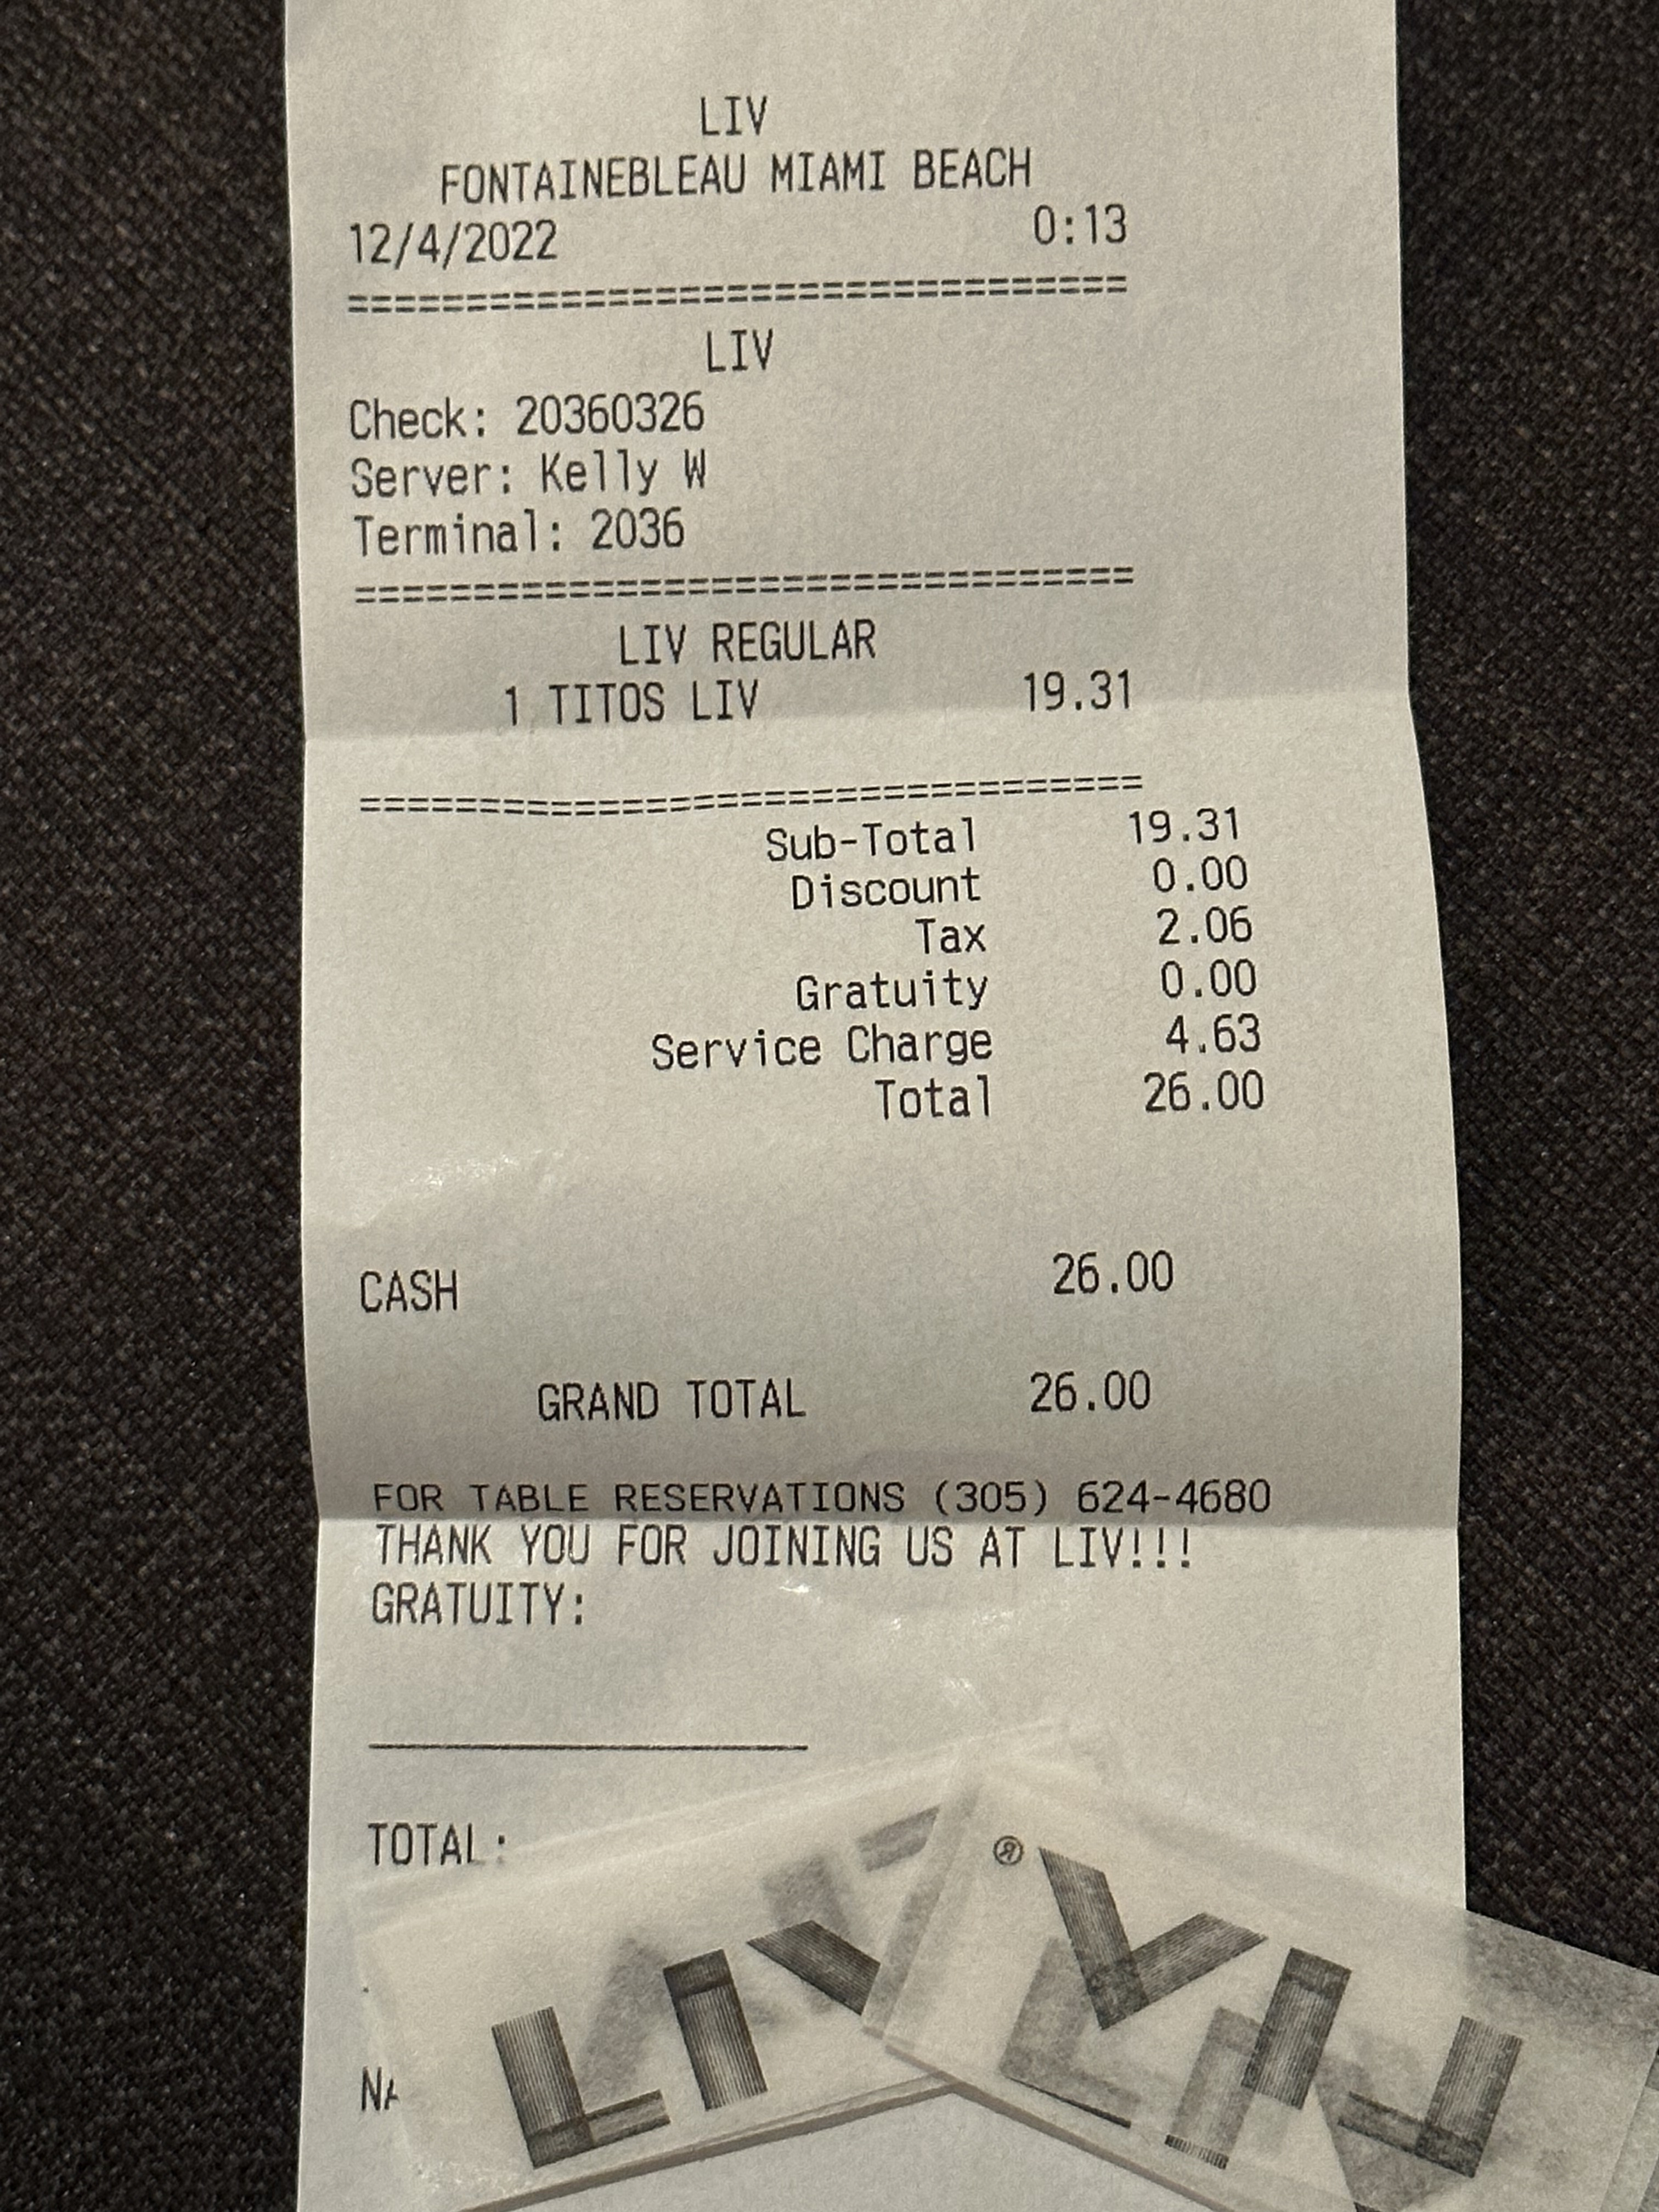 LIV
FONTAINEBLEAU MIAMI BEACH
12/4/2022 0:13
=================================
LIV
Check: 20360326
Server: Kelly W
Terminal: 2036
=================================
LIV REGULAR
1 TITOS LIV 19.31
=================================
Sub-Total 19.31
Discount 0.00
Tax 2.06
Gratuity 0.00
Service Charge 4.63
Total 26.00
CASH 26.00
GRAND TOTAL 26.00
FOR TABLE RESERVATIONS (305) 624-4680
THANK YOU FOR JOINING US AT LIV!!!
GRATUITY:
TOTAL:
LIV
LIV®